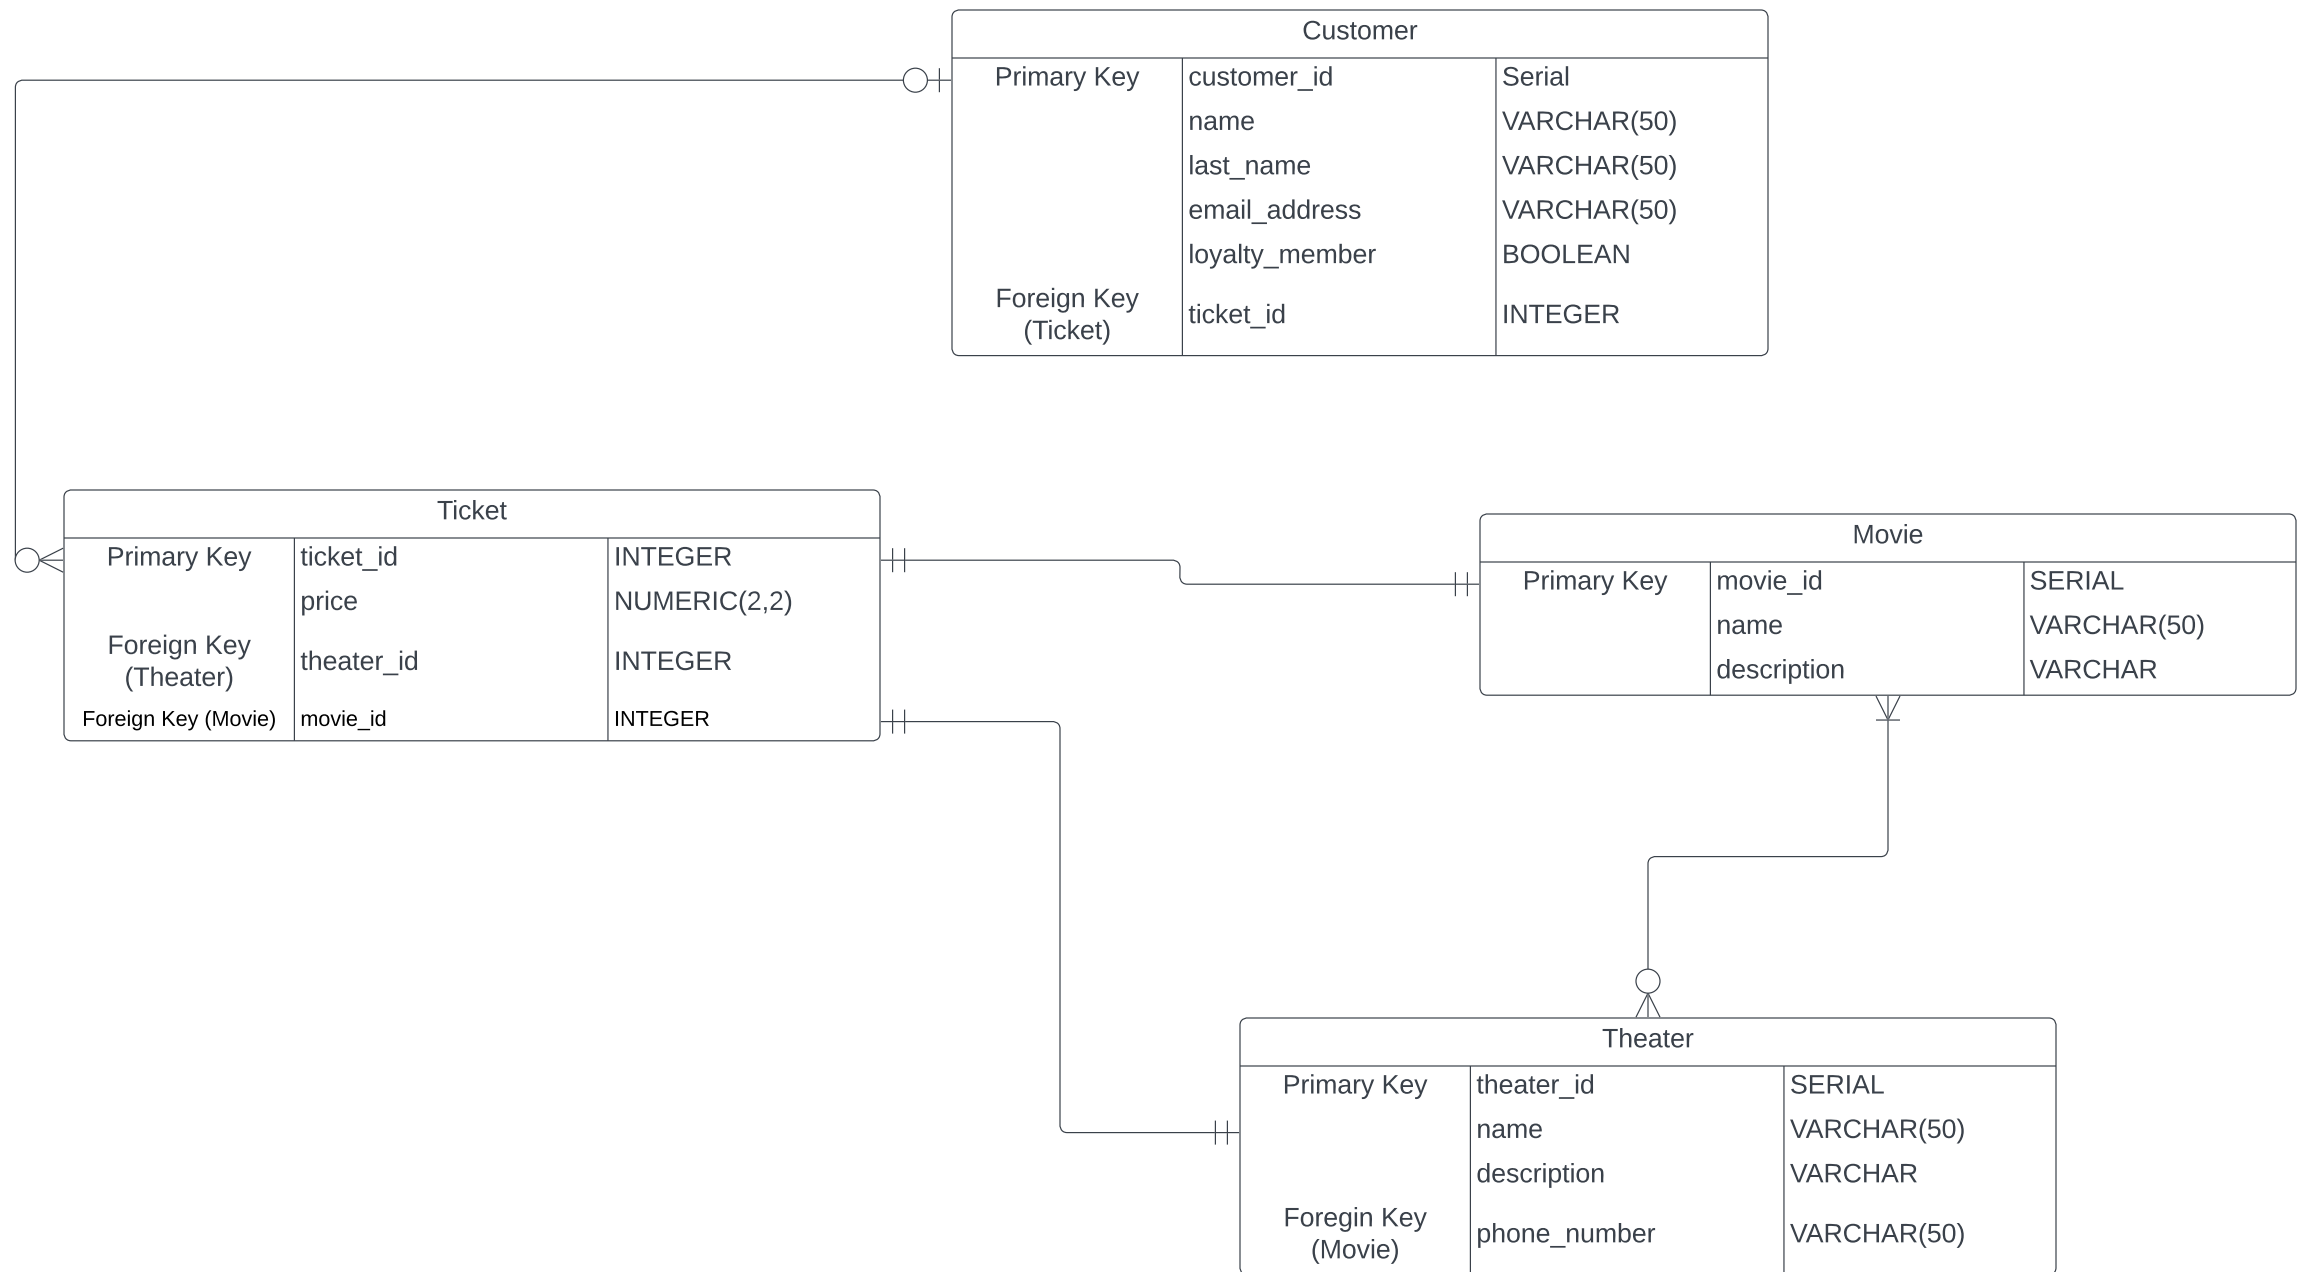 Customer
Primary Key customer_id Serial
name VARCHAR(50)
last_name VARCHAR(50)
email_address VARCHAR(50)
loyalty_member BOOLEAN
Foreign Key
(Ticket) ticket_id INTEGER
Ticket
Primary Key ticket_id INTEGER
price NUMERIC(2,2)
Foreign Key
(Theater) theater_id INTEGER
Foreign Key (Movie) movie_id INTEGER
Movie
Primary Key movie_id SERIAL
name VARCHAR(50)
description VARCHAR
Theater
Primary Key theater_id SERIAL
name VARCHAR(50)
description VARCHAR
Foregin Key
(Movie) phone_number VARCHAR(50)